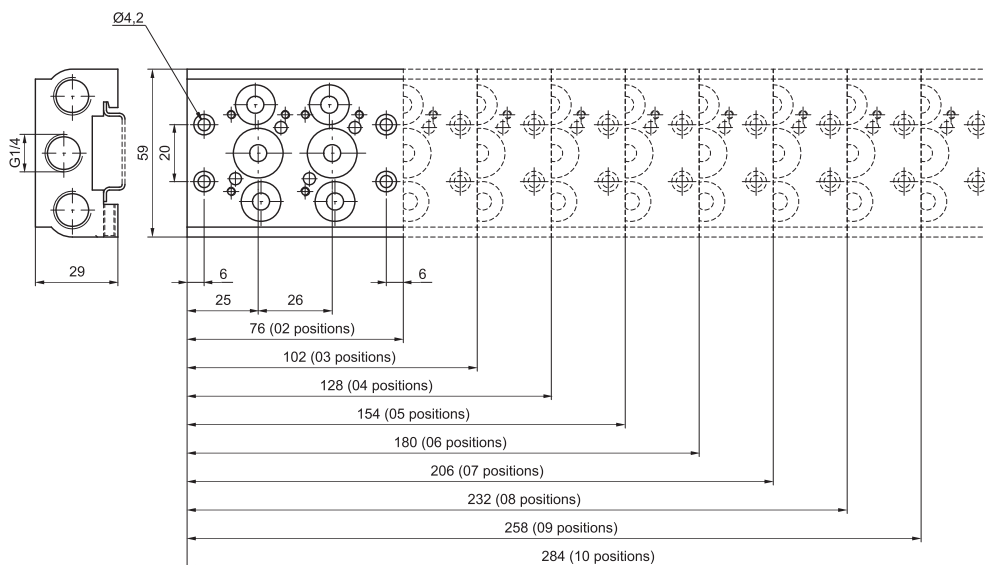 Ø4,2
G1/4
59
20
29
6
6
25
26
76 (02 positions)
102 (03 positions)
128 (04 positions)
154 (05 positions)
180 (06 positions)
206 (07 positions)
232 (08 positions)
258 (09 positions)
284 (10 positions)